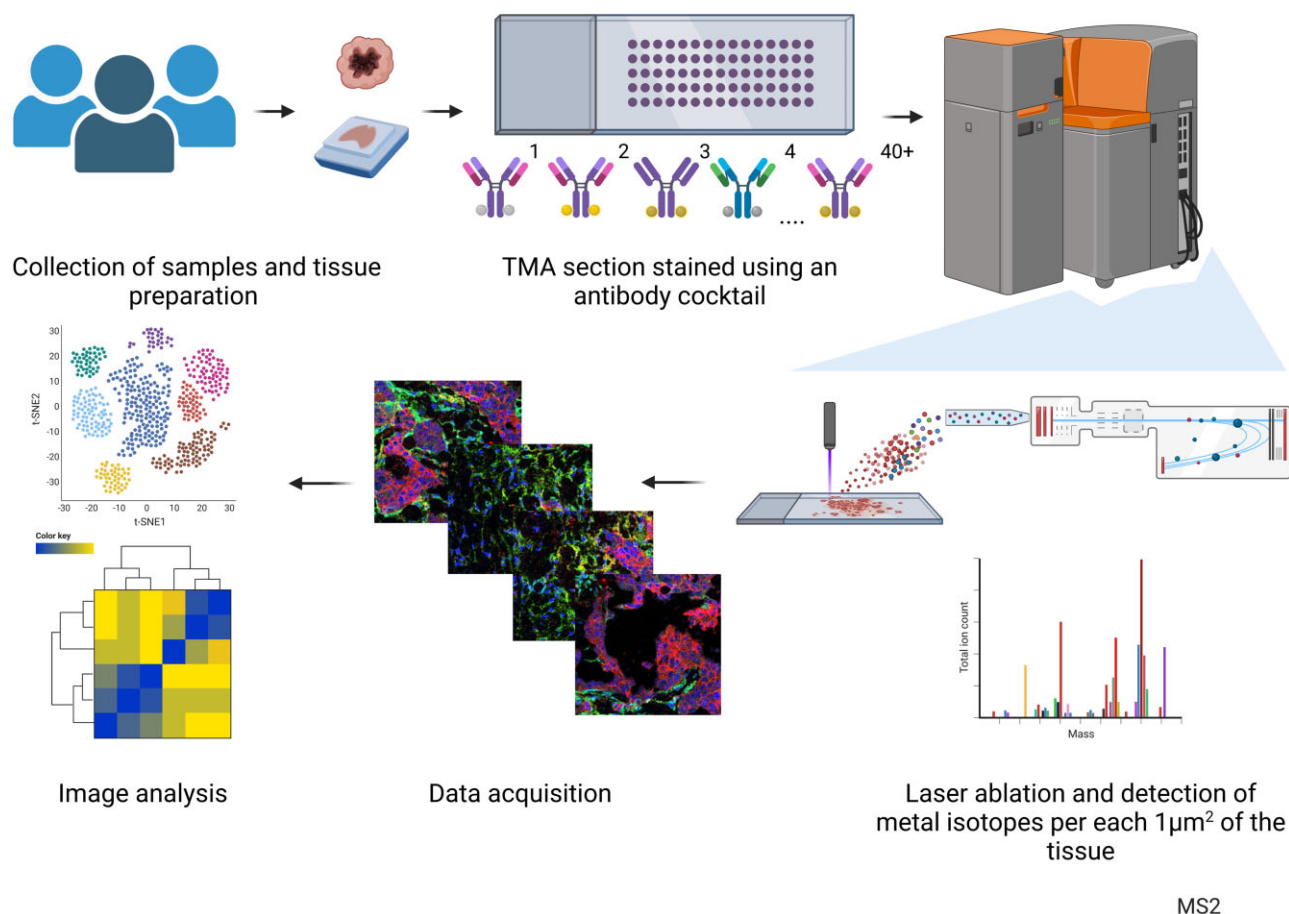 1
2
3
4
40+
....
Collection of samples and tissue
preparation
TMA section stained using an
antibody cocktail
30
20
10
0
-10
-20
-30
t-SNE2
-30
-20
-10
0
10
20
30
t-SNE1
Color key
Total ion count
Mass
Image analysis
Data acquisition
Laser ablation and detection of
metal isotopes per each 1μm² of the
tissue
MS2